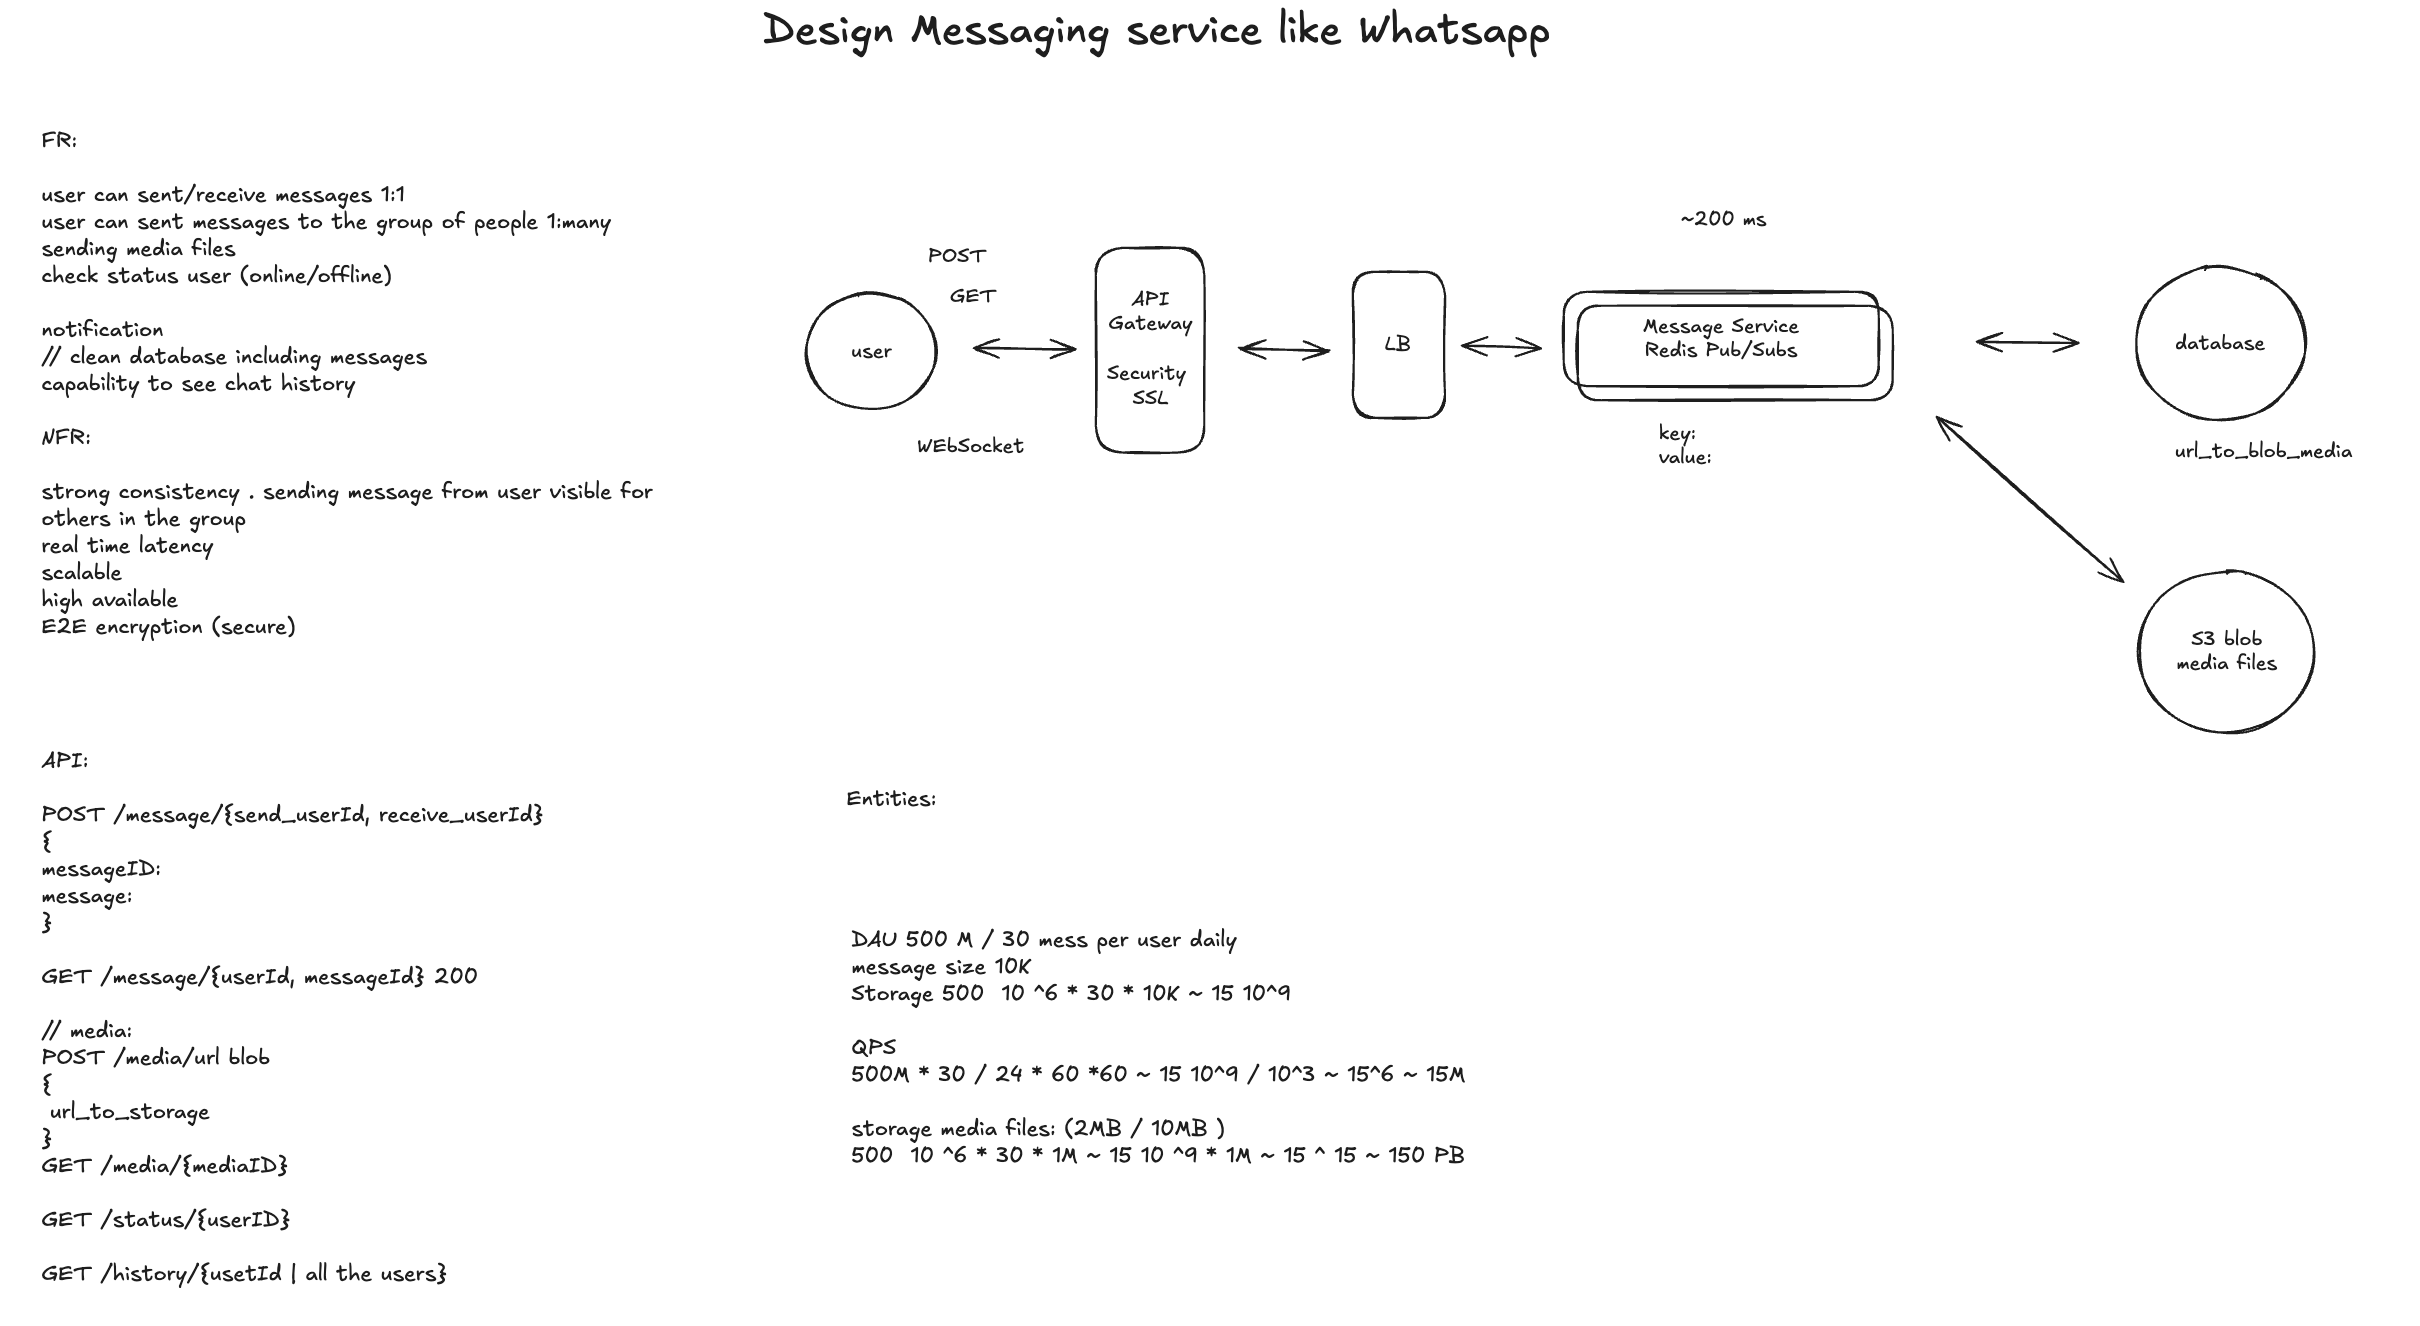 Design Messaging service like Whatsapp
FR:
user can sent/receive messages 1:1
user can sent messages to the group of people 1:many
sending media files
check status user (online/offline)
notification
// clean database including messages
capability to see chat history
NFR:
strong consistency . sending message from user visible for
others in the group
real time latency
scalable
high available
E2E encryption (secure)
API:
POST /message/{send_userId, receive_userId}
{
messageID:
message:
}
GET /message/{userId, messageId} 200
// media:
POST /media/url blob
{
url_to_storage
}
GET /media/{mediaID}
GET /status/{userID}
GET /history/{usetId | all the users}
POST
GET
user
WEbSocket
API
Gateway
Security
SSL
LB
~200 ms
Message Service
Redis Pub/Subs
key:
value:
database
url_to_blob_media
S3 blob
media files
Entities:
DAU 500 M / 30 mess per user daily
message size 10K
Storage 500 10 ^6 * 30 * 10K ~ 15 10^9
QPS
500M * 30 / 24 * 60 *60 ~ 15 10^9 / 10^3 ~ 15^6 ~ 15M
storage media files: (2MB / 10MB )
500 10 ^6 * 30 * 1M ~ 15 10 ^9 * 1M ~ 15 ^ 15 ~ 150 PB